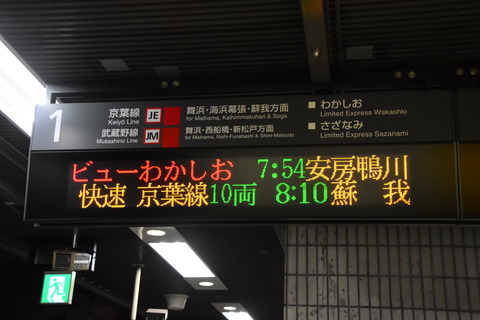 1
京葉線
Keiyō Line
JE
舞浜・海浜幕張・蘇我方面
for Maihama, Kaihimmakuhari & Soga
武蔵野線
Musashino Line
JM
舞浜・西船橋・新松戸方面
for Maihama, Nishi-Funabashi & Shim-Matsudo
わかしお
Limited Express Wakashio
さざなみ
Limited Express Sazanami
ビューわかしお 7:54 安房鴨川
快速 京葉線 10両 8:10 蘇 我